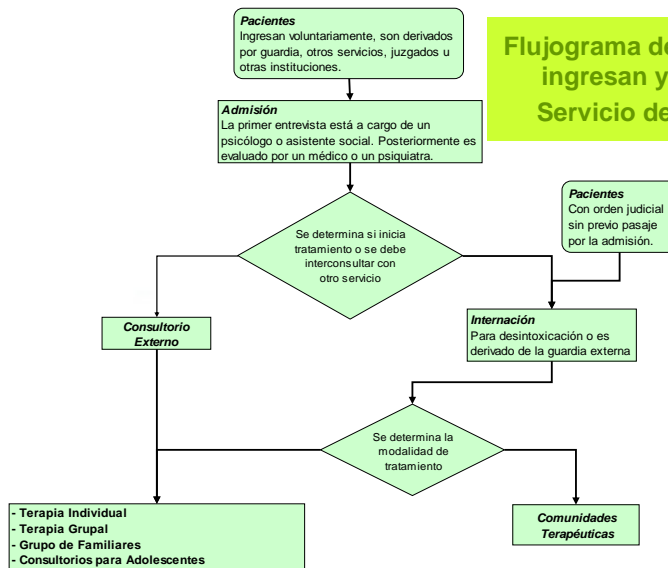 Pacientes
Ingresan voluntariamente, son derivados
por guardia, otros servicios, juzgados u
otras instituciones.
Flujograma de
ingresan y
Servicio de
Admisión
La primer entrevista está a cargo de un
psicólogo o asistente social. Posteriormente es
evaluado por un médico o un psiquiatra.
Pacientes
Con orden judicial
sin previo pasaje
por la admisión.
Se determina si inicia
tratamiento o se debe
interconsultar con
otro servicio
Consultorio
Externo
Internación
Para desintoxicación o es
derivado de la guardia externa
Se determina la
modalidad de
tratamiento
- Terapia Individual
- Terapia Grupal
- Grupo de Familiares
- Consultorios para Adolescentes
Comunidades
Terapéuticas